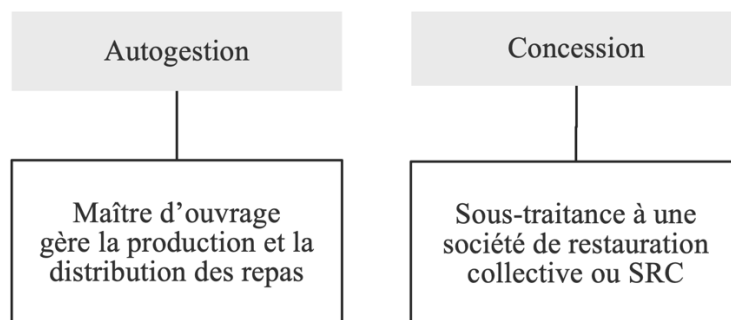 Autogestion
Concession
Maître d’ouvrage
gère la production et la
distribution des repas
Sous-traitance à une
société de restauration
collective ou SRC